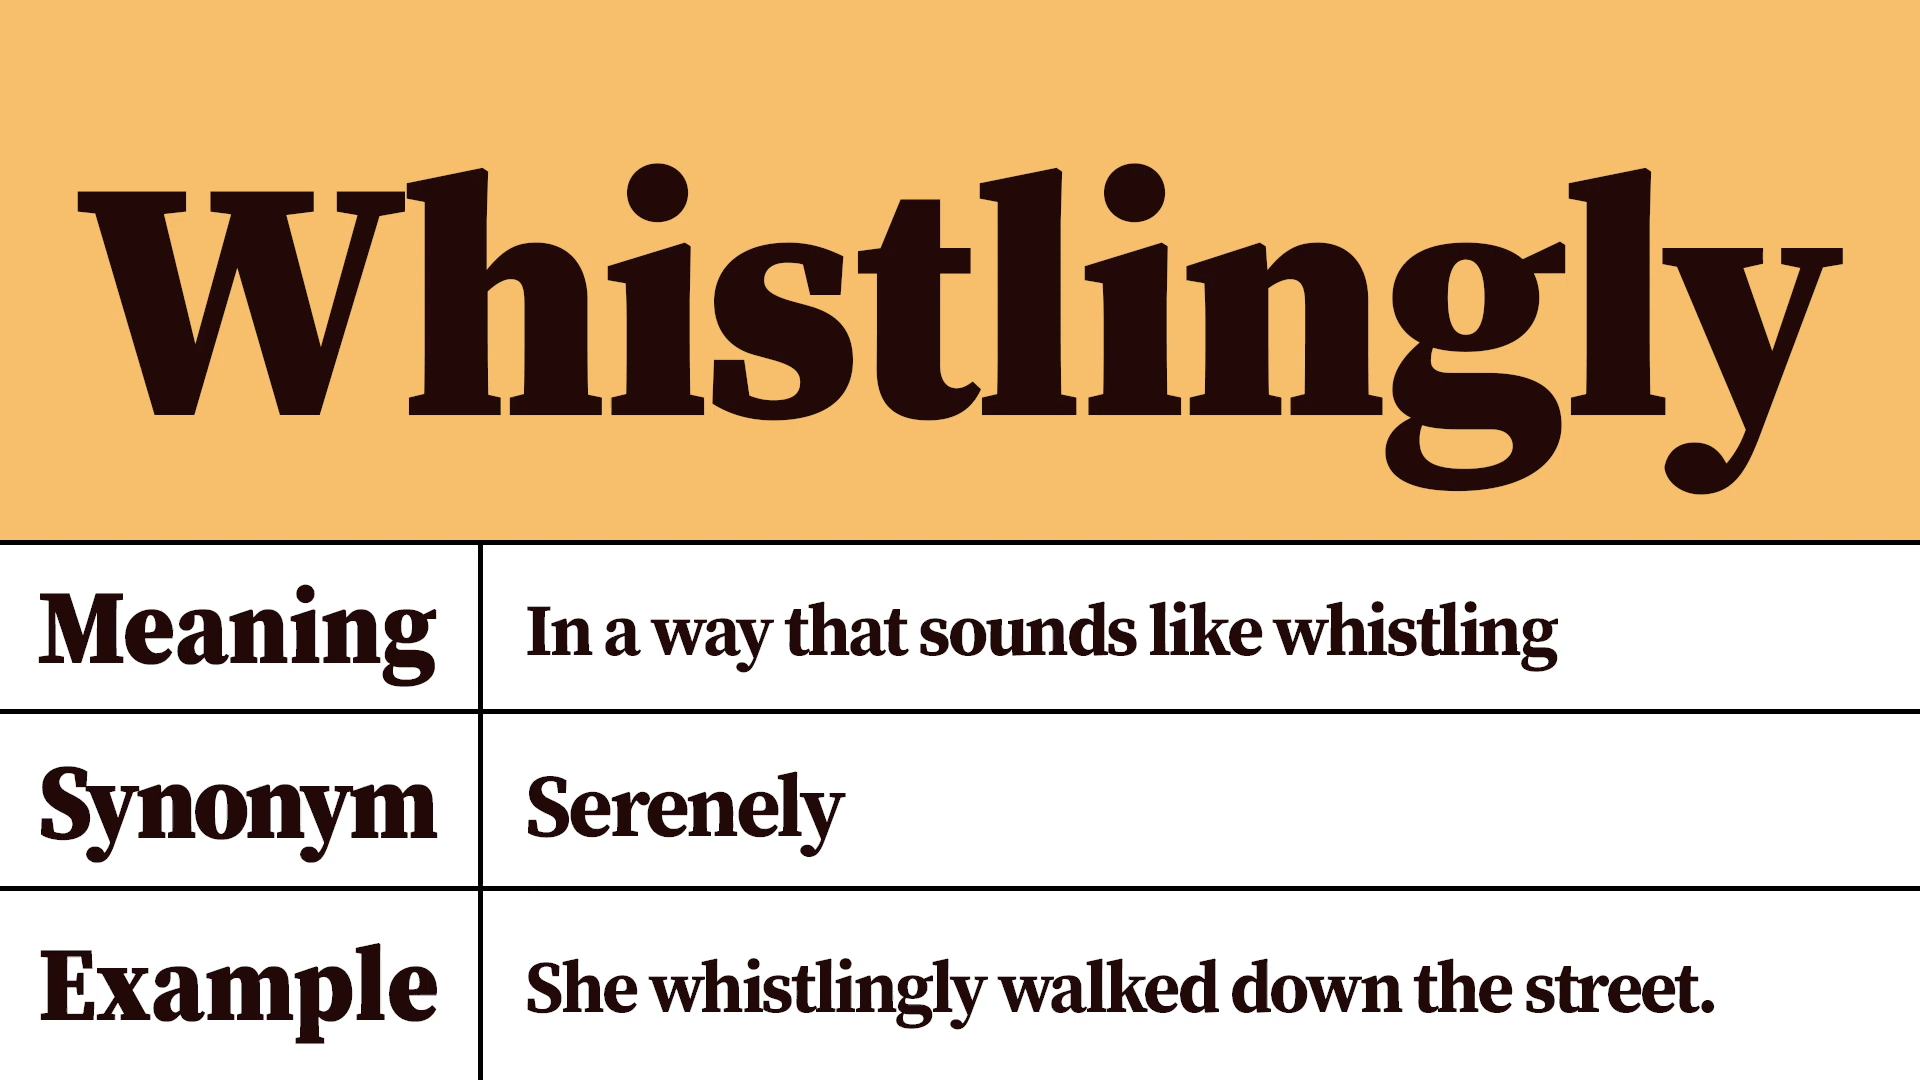 Whistlingly
Meaning In a way that sounds like whistling
Synonym Serenely
Example She whistlingly walked down the street.